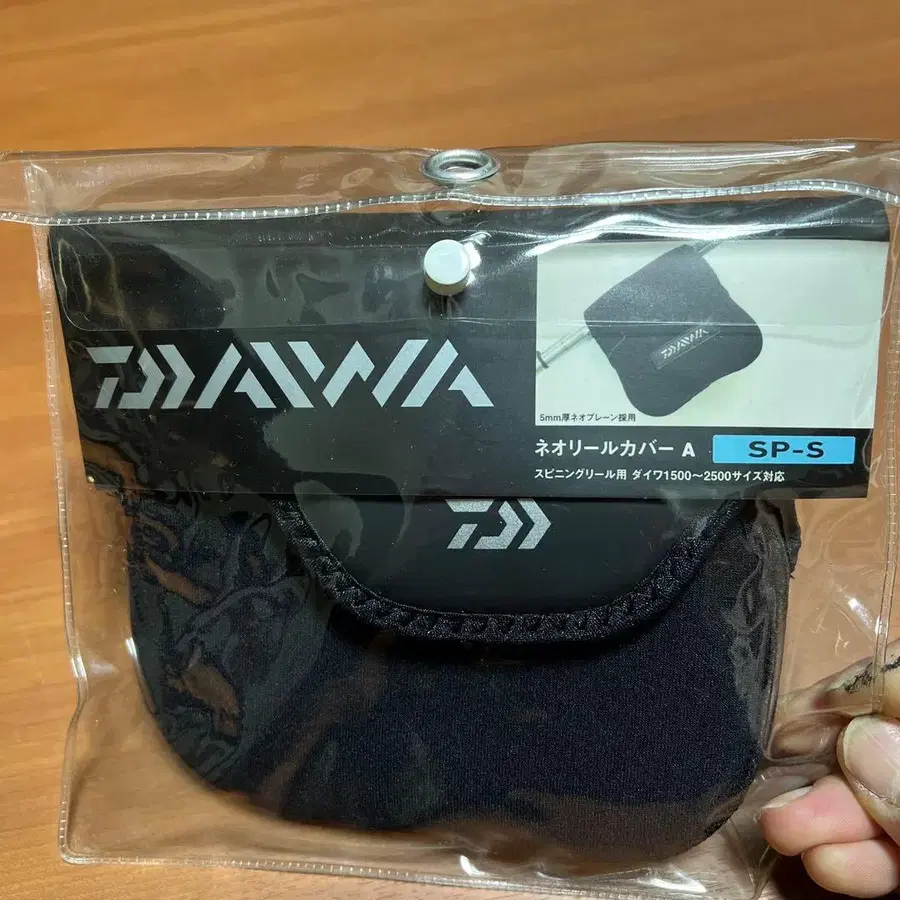 DAIWA
DAIWA
5mm厚ネオプレーン採用
ネオリールカバー A SP-S
スピニングリール用 ダイワ1500〜2500サイズ対応